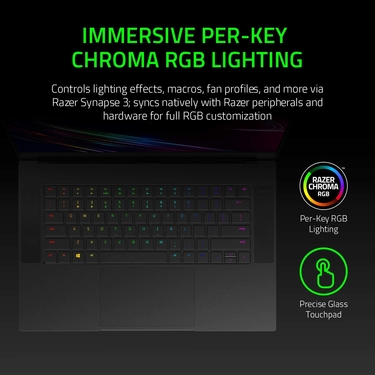 IMMERSIVE PER-KEY
CHROMA RGB LIGHTING
Controls lighting effects, macros, fan profiles, and more via
Razer Synapse 3; syncs natively with Razer peripherals and
hardware for full RGB customization
RAZER
CHROMA
RGB
Per-Key RGB
Lighting
Precise Glass
Touchpad